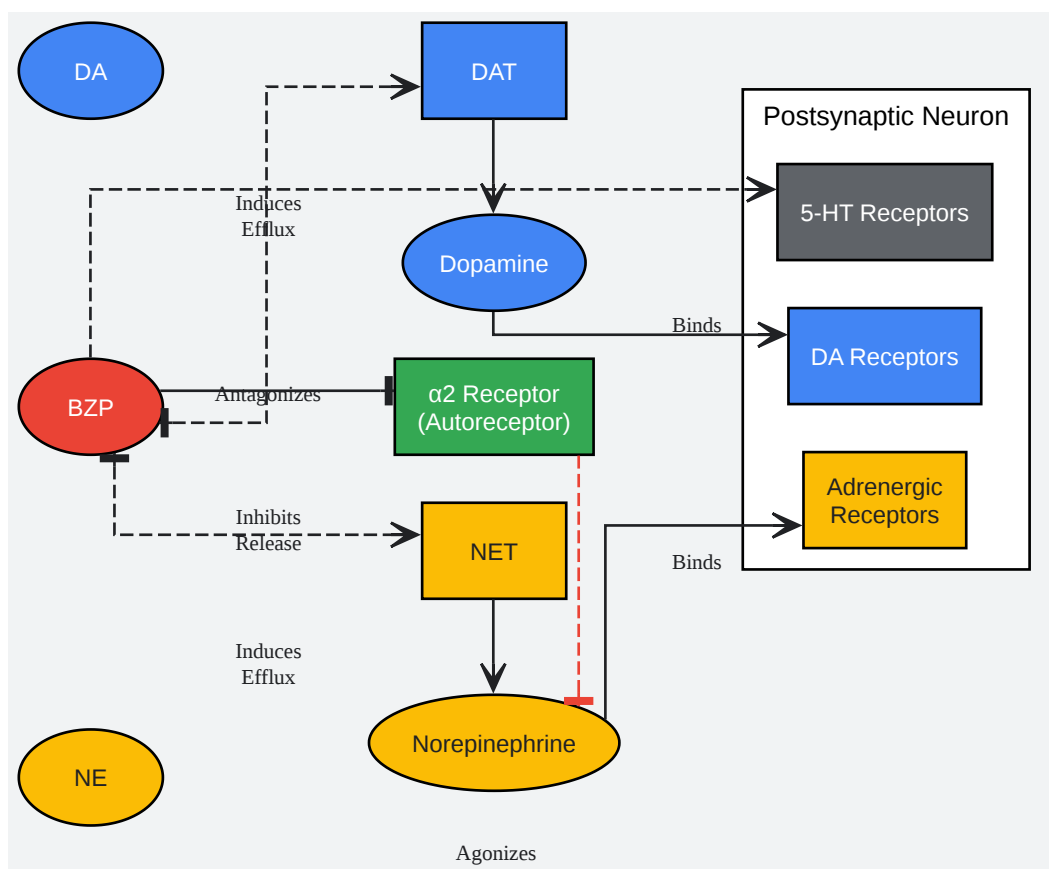 DA
DAT
Postsynaptic Neuron
5-HT Receptors
Induces
Efflux
Dopamine
Binds
DA Receptors
BZP
Antagonizes
α2 Receptor
(Autoreceptor)
Adrenergic
Receptors
Inhibits
Release
NET
Binds
Induces
Efflux
Norepinephrine
NE
Agonizes